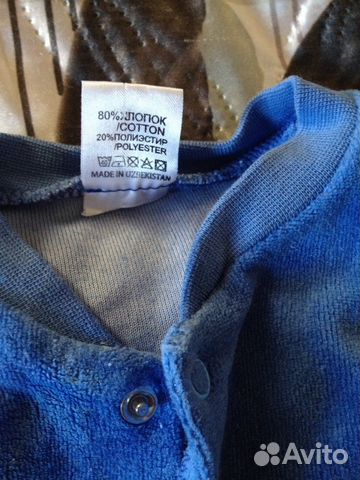 80% ХЛОПОК
/COTTON
20% ПОЛИЭСТИР
/POLYESTER
MADE IN UZBEKISTAN
Avito